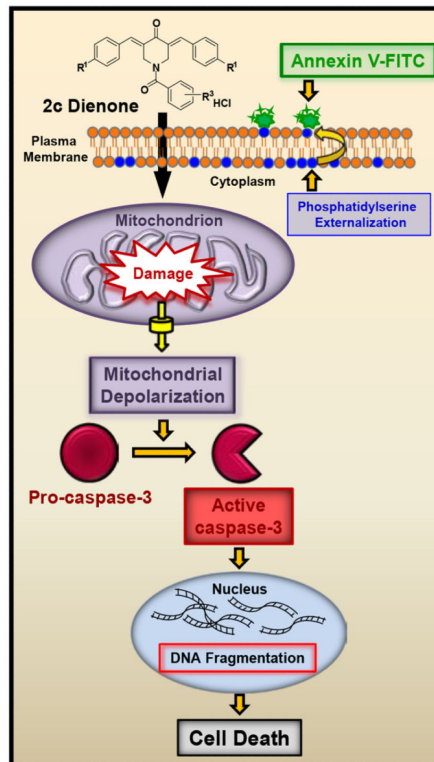 O
R¹
R¹
N
O
R³
HCl
2c Dienone
Annexin V-FITC
Plasma
Membrane
Cytoplasm
Phosphatidylserine
Externalization
Mitochondrion
Damage
Mitochondrial
Depolarization
Pro-caspase-3
Active
caspase-3
Nucleus
DNA Fragmentation
Cell Death